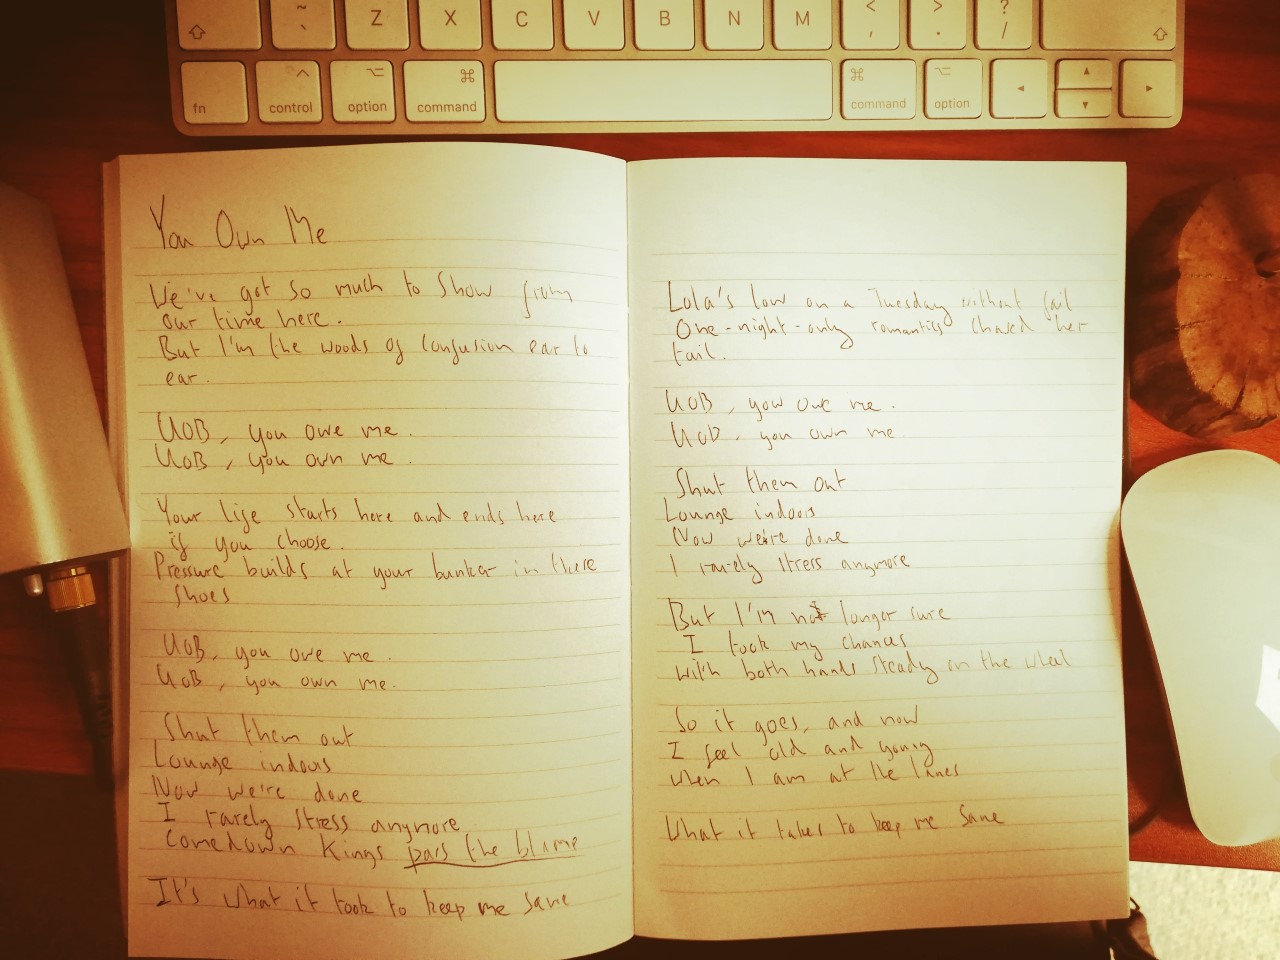 ~
`
Z
X
C
V
B
N
M
<
,
>
.
?
/
fn
control
option
command
command
option
You Own Me
We've got so much to show from
our time here.
But I'm the woods of confusion ear to
ear.
UOB, you owe me.
UOB, you own me.
Your life starts here and ends here
if you choose.
Pressure builds at your bunker in these
shoes
UOB, you owe me.
UOB, you own me.
Shut them out
Lounge indoors
Now we're done
I rarely stress anymore
Comedown Kings pass the blame
It's what it took to keep me sane
Lola's low on a Tuesday without fail
One-night-only romantics chased her
tail.
UOB, you owe me.
UOB, you own me
Shut them out
Lounge indoors
Now we're done
I rarely stress anymore
But I'm no longer sure
I took my chances
with both hands steady on the wheel
So it goes, and now
I feel old and young
when I am at the lanes
What it takes to keep me sane